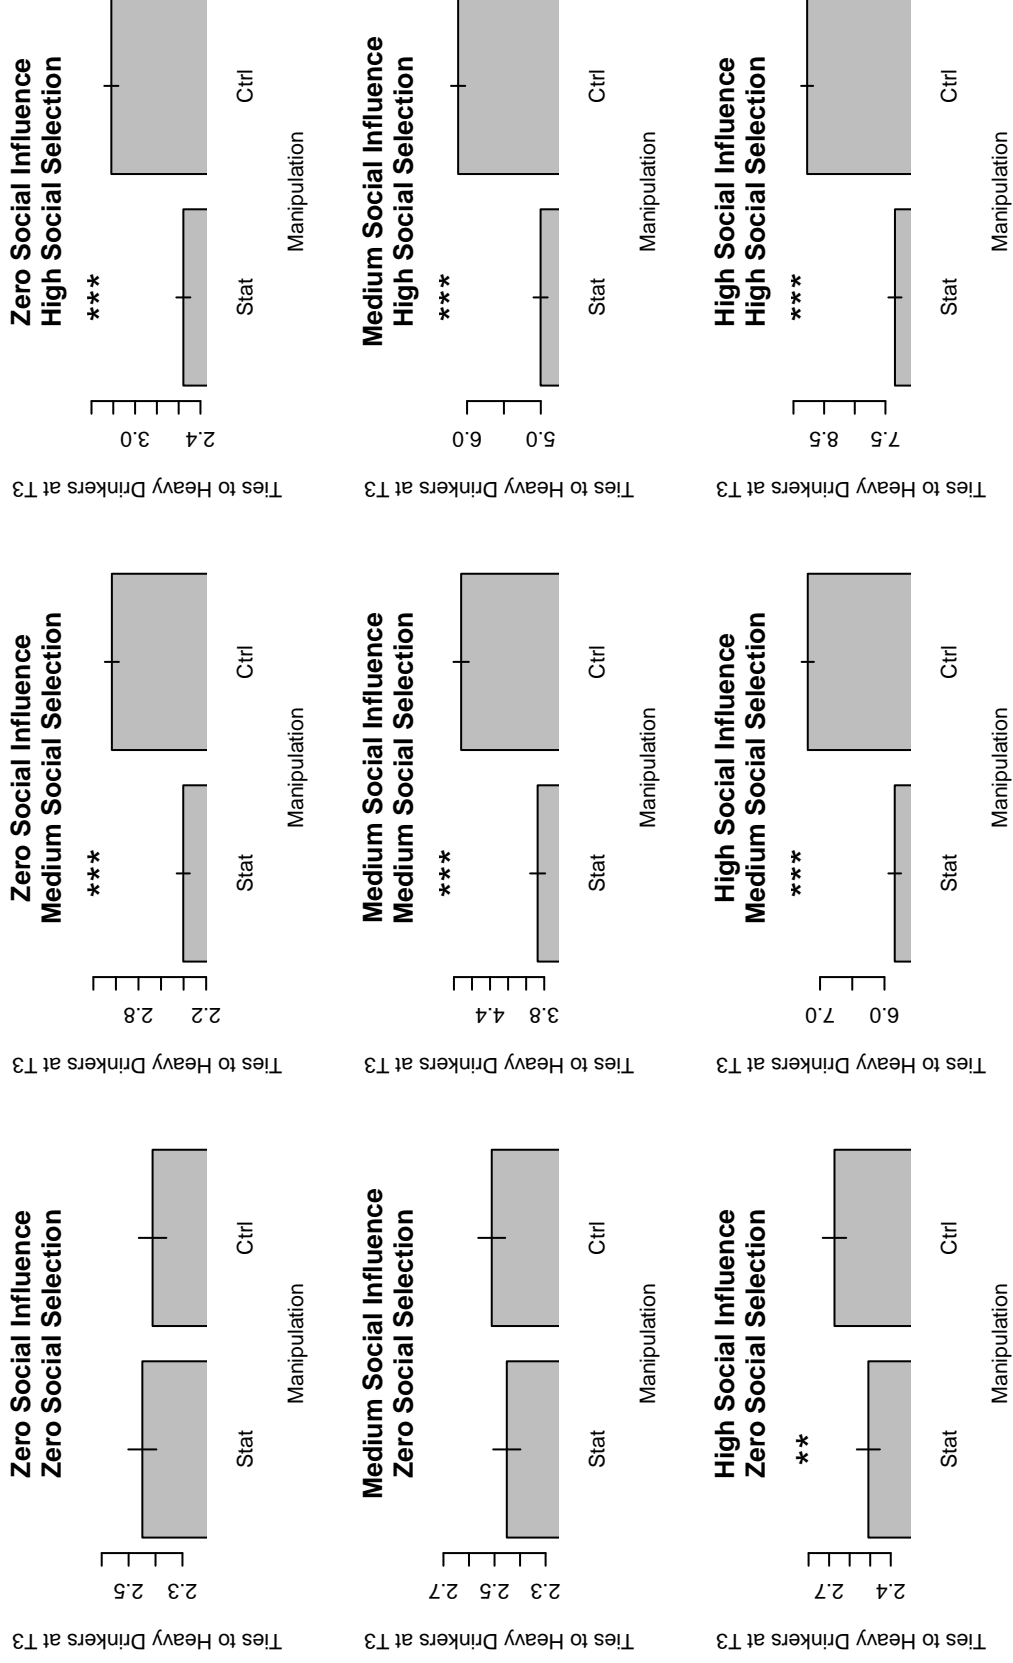 Zero Social Influence
Zero Social Selection
Ties to Heavy Drinkers at T3
2.5
2.3
Stat
Ctrl
Manipulation
Zero Social Influence
Medium Social Selection
***
Ties to Heavy Drinkers at T3
2.8
2.2
Stat
Ctrl
Manipulation
Zero Social Influence
High Social Selection
***
Ties to Heavy Drinkers at T3
3.0
2.4
Stat
Ctrl
Manipulation
Medium Social Influence
Zero Social Selection
Ties to Heavy Drinkers at T3
2.7
2.5
2.3
Stat
Ctrl
Manipulation
Medium Social Influence
Medium Social Selection
***
Ties to Heavy Drinkers at T3
4.4
3.8
Stat
Ctrl
Manipulation
Medium Social Influence
High Social Selection
***
Ties to Heavy Drinkers at T3
6.0
5.0
Stat
Ctrl
Manipulation
High Social Influence
Zero Social Selection
**
Ties to Heavy Drinkers at T3
2.7
2.4
Stat
Ctrl
Manipulation
High Social Influence
Medium Social Selection
***
Ties to Heavy Drinkers at T3
7.0
6.0
Stat
Ctrl
Manipulation
High Social Influence
High Social Selection
***
Ties to Heavy Drinkers at T3
8.5
7.5
Stat
Ctrl
Manipulation